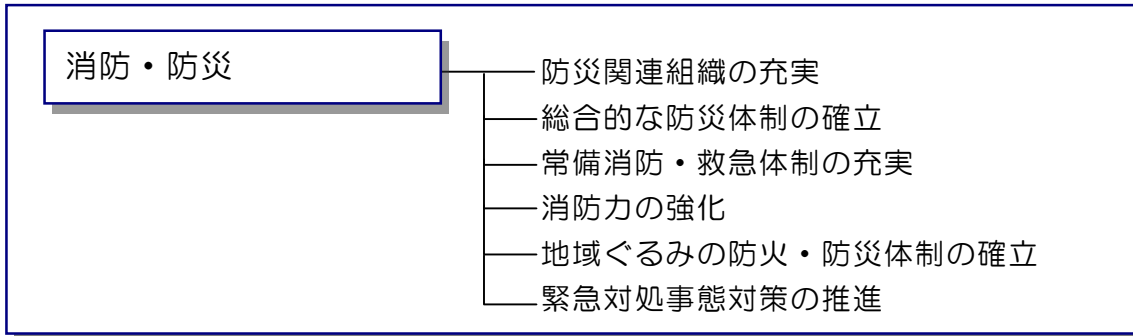 消防・防災
防災関連組織の充実
総合的な防災体制の確立
常備消防・救急体制の充実
消防力の強化
地域ぐるみの防火・防災体制の確立
緊急対処事態対策の推進